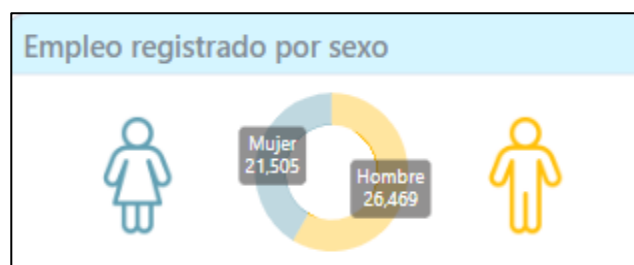 Empleo registrado por sexo
Mujer
21,505
Hombre
26,469